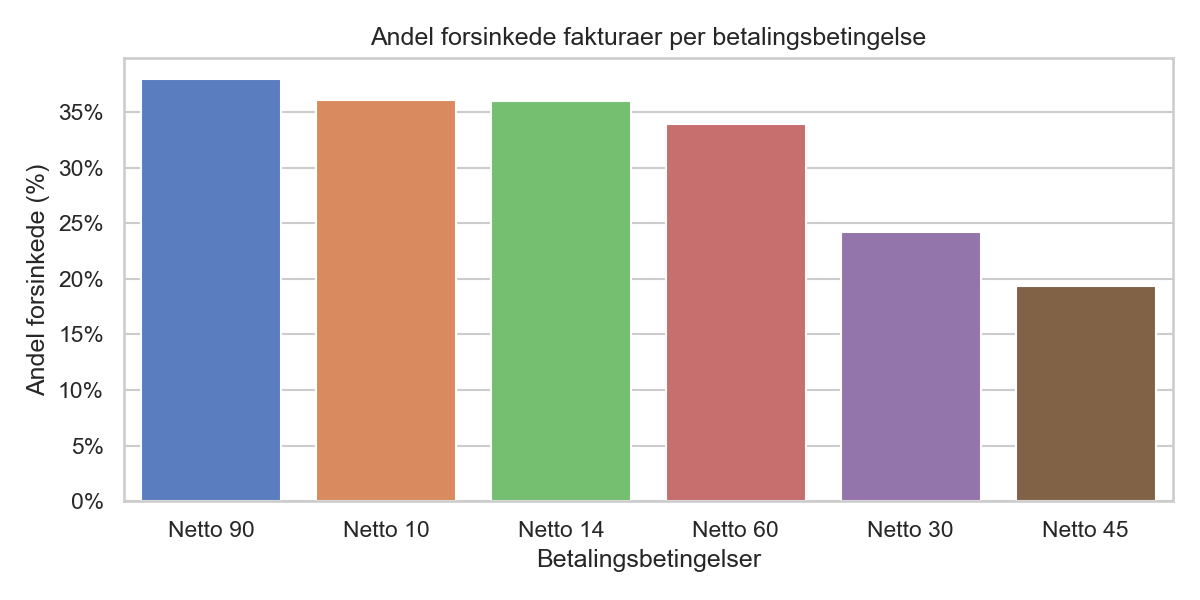 Andel forsinkede fakturaer per betalingsbetingelse
Andel forsinkede (%)
35%
30%
25%
20%
15%
10%
5%
0%
Netto 90 Netto 10 Netto 14 Netto 60 Netto 30 Netto 45
Betalingsbetingelser